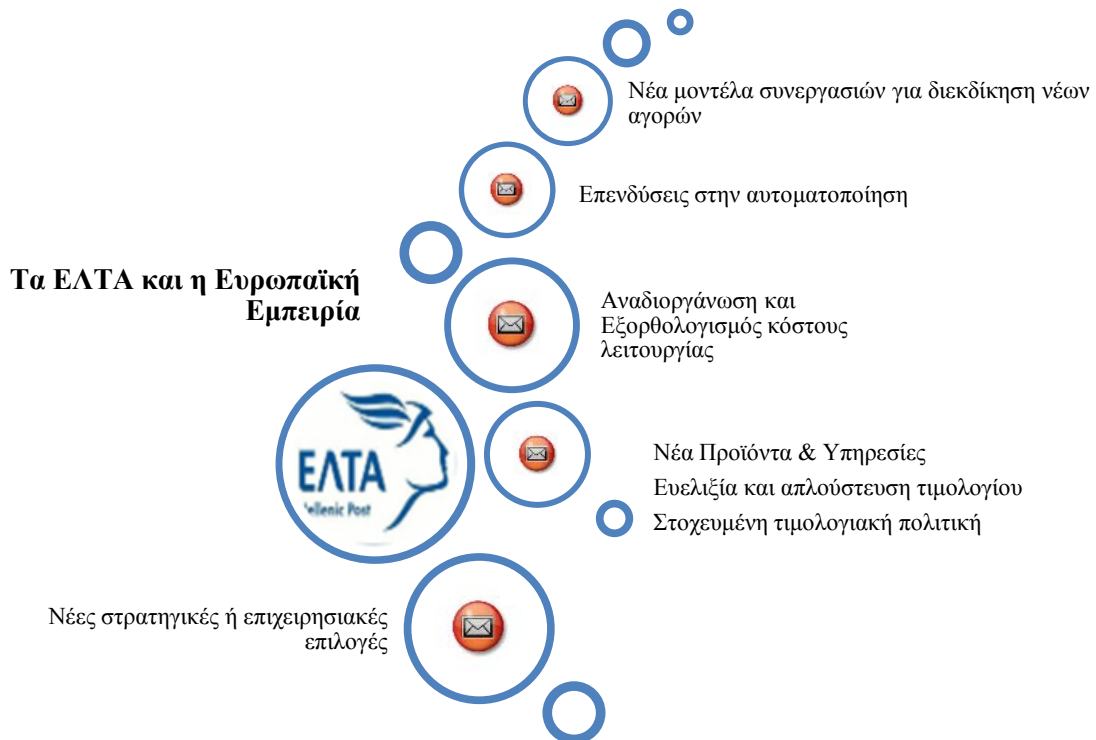 Νέα μοντέλα συνεργασιών για διεκδίκηση νέων
αγορών
Επενδύσεις στην αυτοματοποίηση
Τα ΕΛΤΑ και η Ευρωπαϊκή
Εμπειρία
Αναδιοργάνωση και
Εξορθολογισμός κόστους
λειτουργίας
ΕΛΤΑ
ellenic Post
Νέα Προϊόντα & Υπηρεσίες
Ευελιξία και απλούστευση τιμολογίου
Στοχευμένη τιμολογιακή πολιτική
Νέες στρατηγικές ή επιχειρησιακές
επιλογές